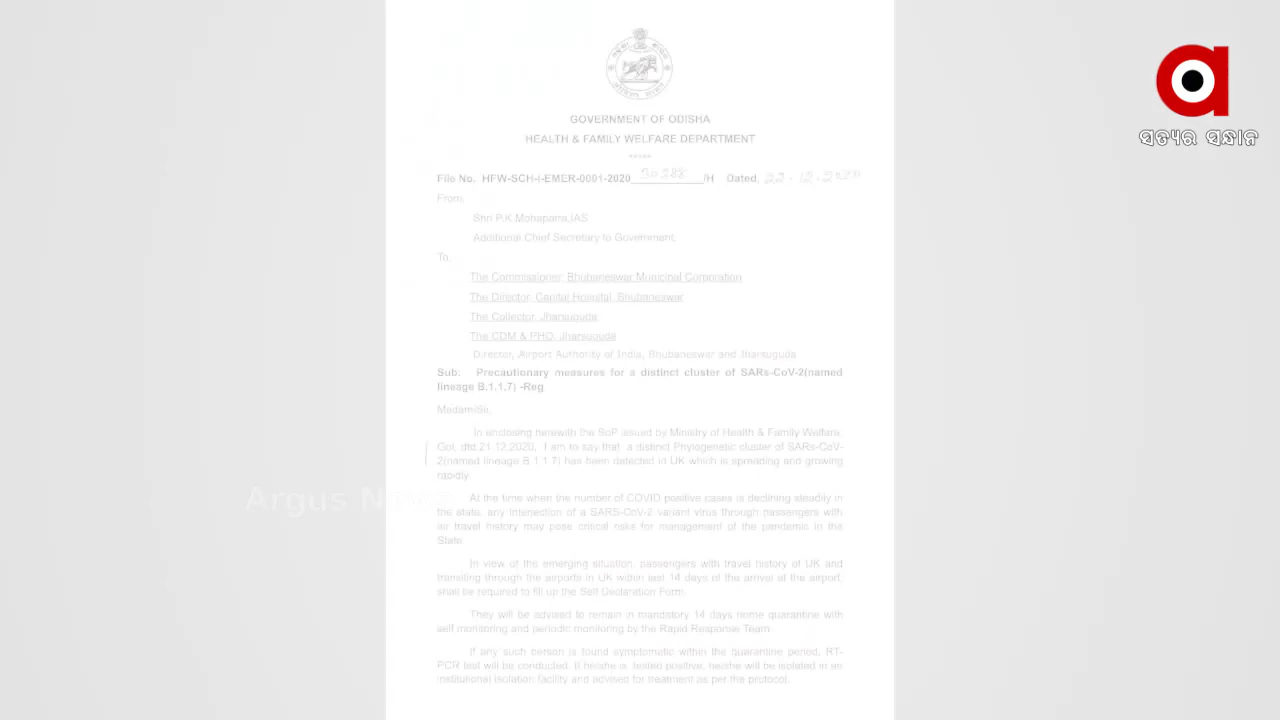 ସତ୍ୟର ସନ୍ଧାନ
GOVERNMENT OF ODISHA
HEALTH & FAMILY WELFARE DEPARTMENT
*****
File No. HFW-SCH-I-EMER-0001-2020 30288 /H Dated, 22.12.2020
From,
Shri P.K.Mohapatra,IAS
Additional Chief Secretary to Government.
To,
The Commissioner, Bhubaneswar Municipal Corporation
The Director, Capital Hospital, Bhubaneswar
The Collector, Jharsuguda
The CDM & PHO, Jharsuguda
Director, Airport Authority of India, Bhubaneswar and Jharsuguda
Sub: Precautionary measures for a distinct cluster of SARs-CoV-2(named
lineage B.1.1.7) -Reg
Madam/Sir,
In enclosing herewith the SoP issued by Ministry of Health & Family Welfare,
GoI, dtd.21.12.2020, I am to say that a distinct Phylogenetic cluster of SARs-CoV-
2(named lineage B.1.1.7) has been detected in UK which is spreading and growing
rapidly.
At the time when the number of COVID positive cases is declining steadily in
the state, any intersection of a SARS-CoV-2 variant virus through passengers with
air travel history may pose critical risks for management of the pandemic in the
State.
In view of the emerging situation, passengers with travel history of UK and
transiting through the airports in UK within last 14 days of the arrival at the airport,
shall be required to fill up the Self Declaration Form.
They will be advised to remain in mandatory 14 days home quarantine with
self monitoring and periodic monitoring by the Rapid Response Team.
If any such person is found symptomatic within the quarantine period, RT-
PCR test will be conducted. If he/she is tested positive, he/she will be isolated in an
institutional isolation facility and advised for treatment as per the protocol.
Argus News